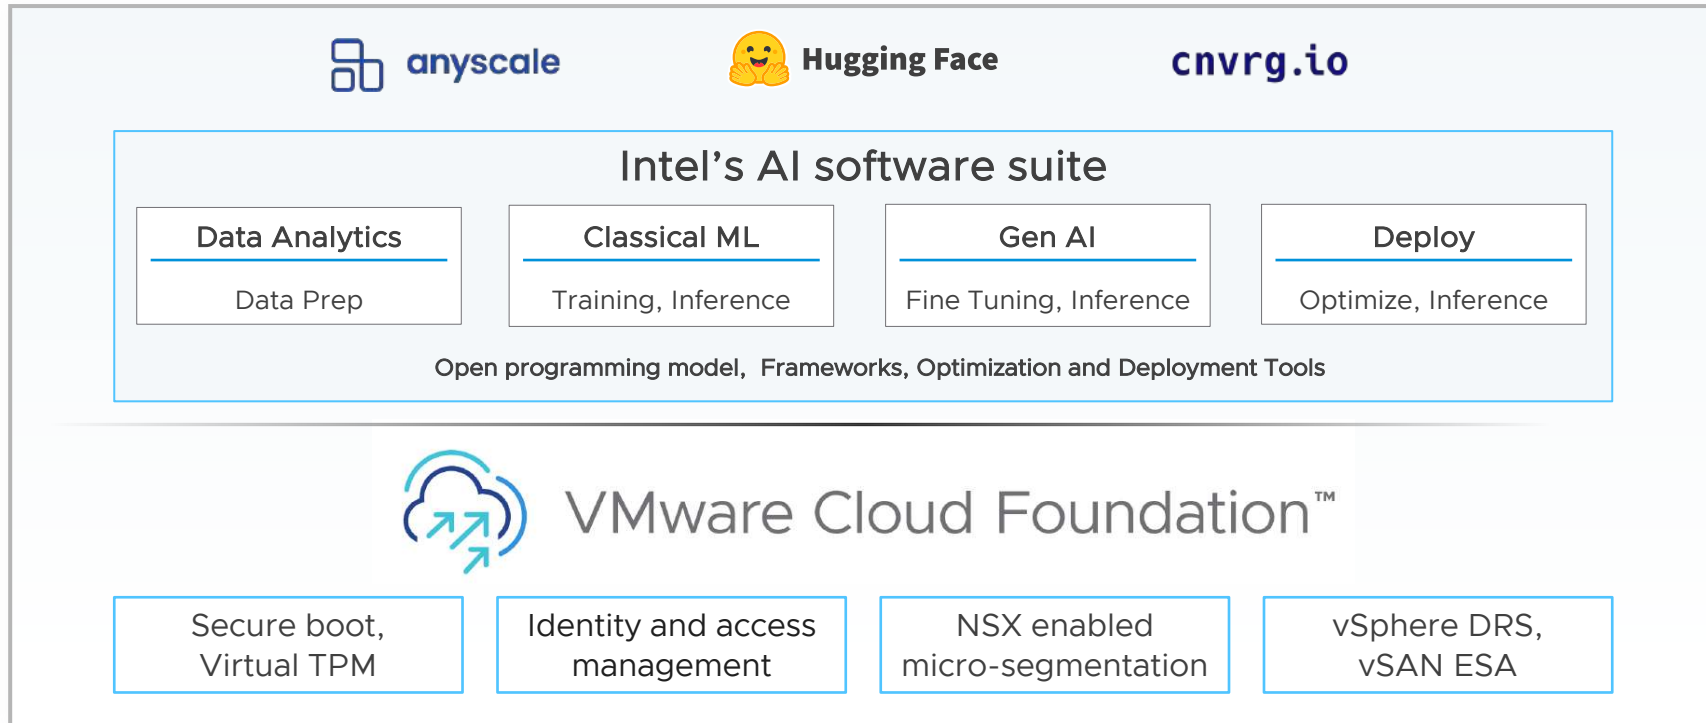 anyscale
Hugging Face
cnvrg.io
Intel's AI software suite
Data Analytics
Data Prep
Classical ML
Training, Inference
Gen AI
Fine Tuning, Inference
Deploy
Optimize, Inference
Open programming model, Frameworks, Optimization and Deployment Tools
VMware Cloud Foundation™
Secure boot,
Virtual TPM
Identity and access
management
NSX enabled
micro-segmentation
vSphere DRS,
vSAN ESA